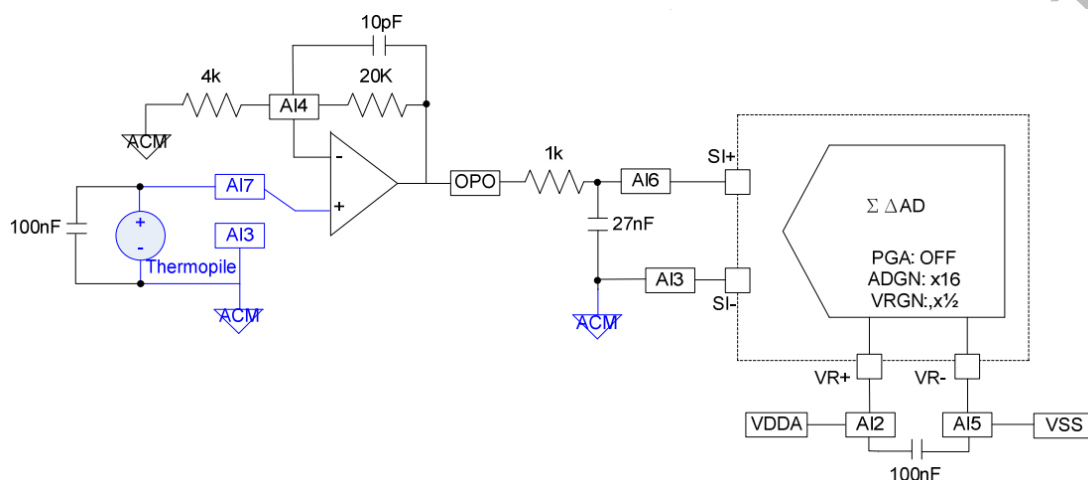 10pF
4k
20K
AI4
ACM
-
+
AI7
100nF
+
-
AI3
Thermopile
ACM
OPO
1k
AI6
SI+
27nF
AI3
SI-
ACM
Σ ΔAD
PGA: OFF
ADGN: x16
VRGN:,x½
VR+
VR-
VDDA
AI2
AI5
VSS
100nF